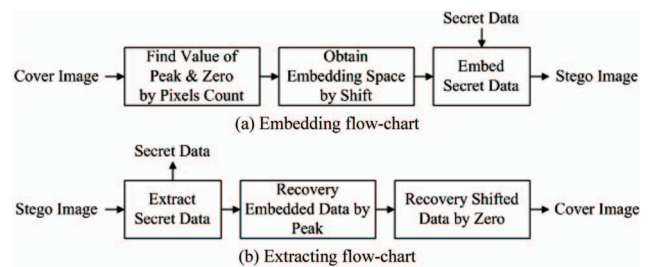 Secret Data
Cover Image
Find Value of
Peak & Zero
by Pixels Count
Obtain
Embedding Space
by Shift
Embed
Secret Data
Stego Image
(a) Embedding flow-chart
Secret Data
Stego Image
Extract
Secret Data
Recovery
Embedded Data by
Peak
Recovery Shifted
Data by Zero
Cover Image
(b) Extracting flow-chart